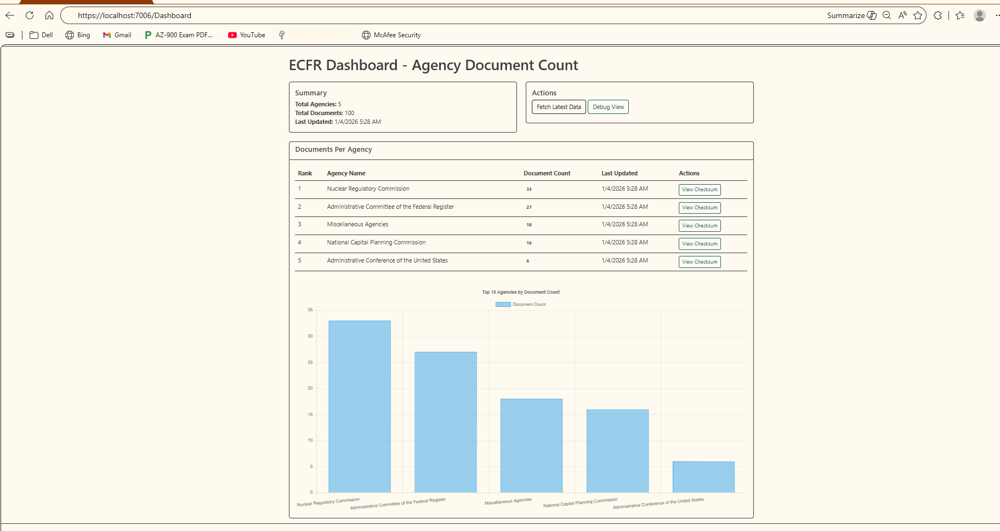 https://localhost:7006/Dashboard Summarize
Dell Bing Gmail AZ-900 Exam PDF... YouTube McAfee Security
ECFR Dashboard - Agency Document Count
Summary
Total Agencies: 5
Total Documents: 100
Last Updated: 1/4/2026 5:28 AM
Actions
Fetch Latest Data Debug View
Documents Per Agency
Rank Agency Name Document Count Last Updated Actions
1 Nuclear Regulatory Commission 33 1/4/2026 5:28 AM View Checksum
2 Administrative Committee of the Federal Register 27 1/4/2026 5:28 AM View Checksum
3 Miscellaneous Agencies 18 1/4/2026 5:28 AM View Checksum
4 National Capital Planning Commission 16 1/4/2026 5:28 AM View Checksum
5 Administrative Conference of the United States 6 1/4/2026 5:28 AM View Checksum
Top 10 Agencies by Document Count
Document Count
35
30
25
20
15
10
5
0
Nuclear Regulatory Commission
Administrative Committee of the Federal Register
Miscellaneous Agencies
National Capital Planning Commission
Administrative Conference of the United States